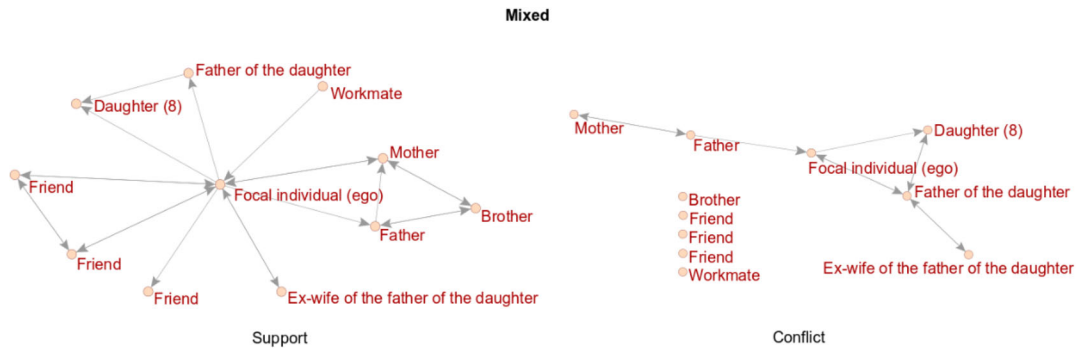 Mixed
Father of the daughter
Workmate
Daughter (8)
Mother
Friend
Focal individual (ego)
Brother
Father
Friend
Friend
Ex-wife of the father of the daughter
Support
Mother
Father
Daughter (8)
Focal individual (ego)
Father of the daughter
Brother
Friend
Friend
Friend
Workmate
Ex-wife of the father of the daughter
Conflict